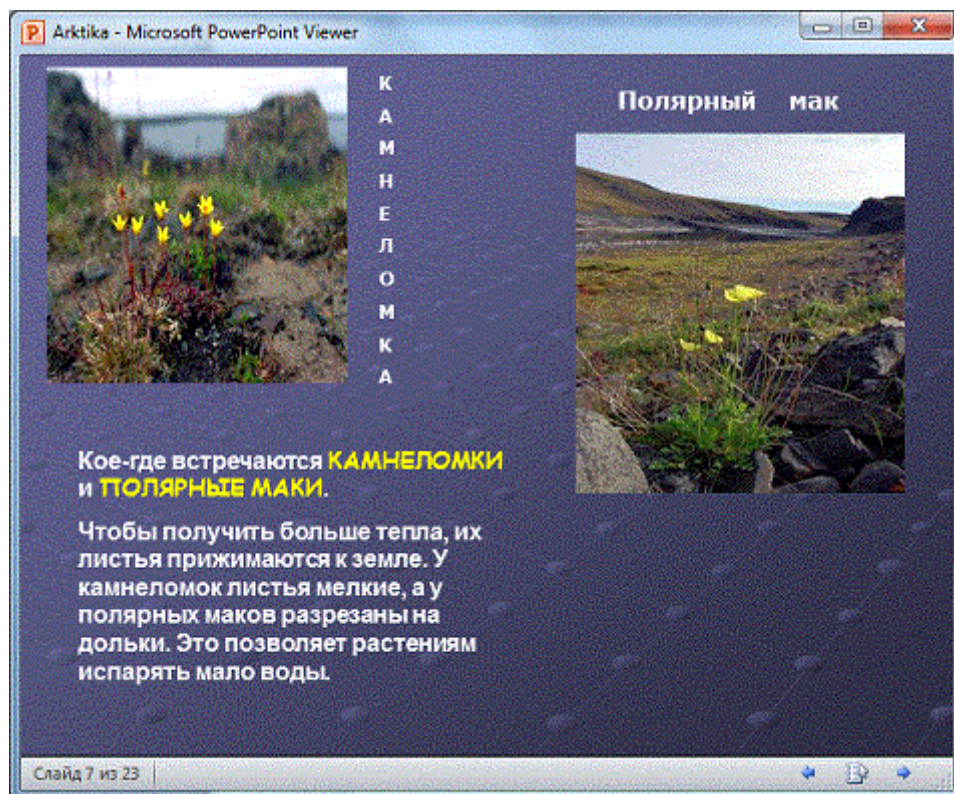 Arktika - Microsoft PowerPoint Viewer
КАМНЕЛОМКА
Полярный мак
Кое-где встречаются КАМНЕЛОМКИ
и ПОЛЯРНЫЕ МАКИ.
Чтобы получить больше тепла, их
листья прижимаются к земле. У
камнеломок листья мелкие, а у
полярных маков разрезаны на
дольки. Это позволяет растениям
испарять мало воды.
Слайд 7 из 23